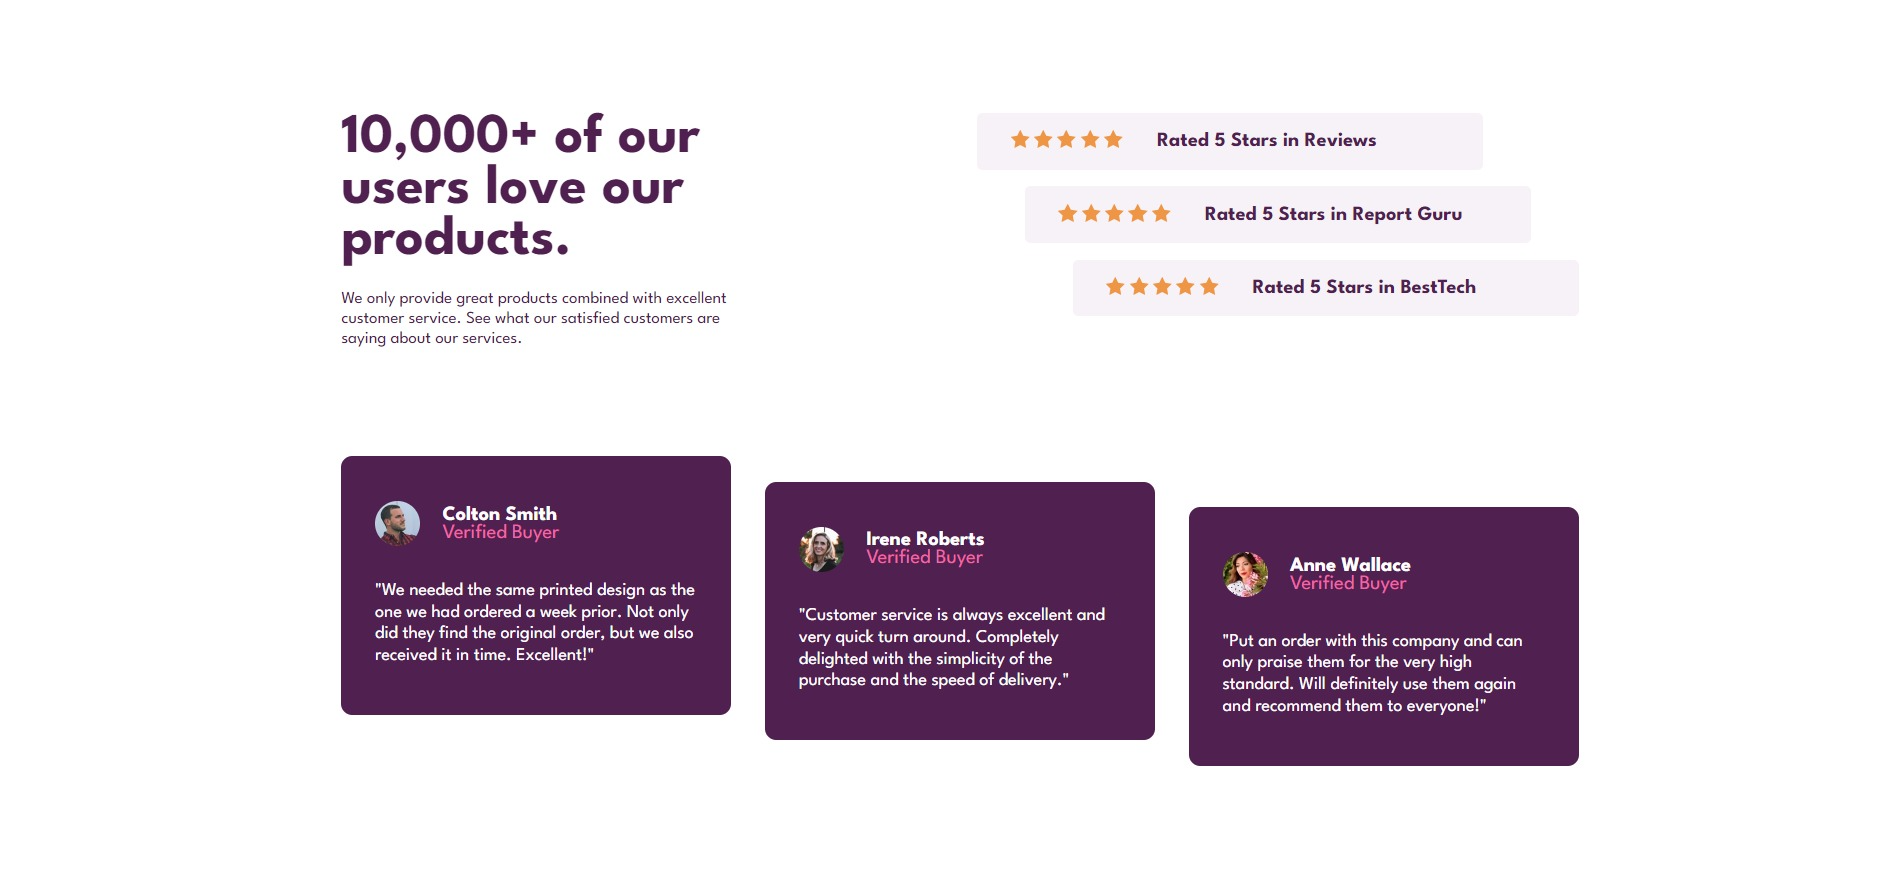 10,000+ of our
users love our
products.
We only provide great products combined with excellent
customer service. See what our satisfied customers are
saying about our services.
Rated 5 Stars in Reviews
Rated 5 Stars in Report Guru
Rated 5 Stars in BestTech
Colton Smith
Verified Buyer
"We needed the same printed design as the
one we had ordered a week prior. Not only
did they find the original order, but we also
received it in time. Excellent!"
Irene Roberts
Verified Buyer
"Customer service is always excellent and
very quick turn around. Completely
delighted with the simplicity of the
purchase and the speed of delivery."
Anne Wallace
Verified Buyer
"Put an order with this company and can
only praise them for the very high
standard. Will definitely use them again
and recommend them to everyone!"